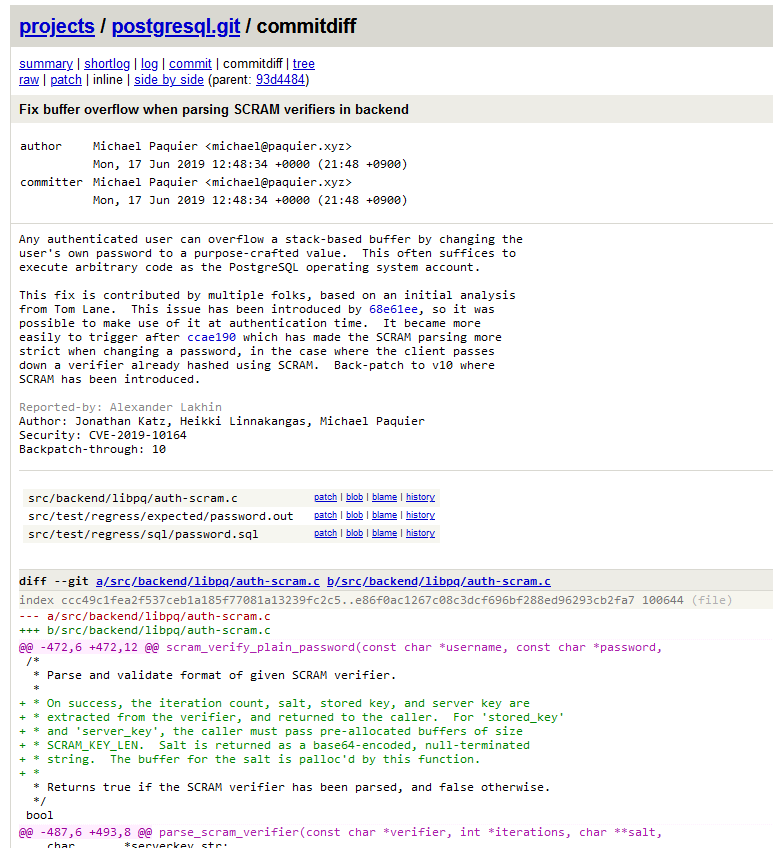 projects / postgresql.git / commitdiff
summary | shortlog | log | commit | commitdiff | tree
raw | patch | inline | side by side (parent: 93d4484)
Fix buffer overflow when parsing SCRAM verifiers in backend
author Michael Paquier <michael@paquier.xyz>
Mon, 17 Jun 2019 12:48:34 +0000 (21:48 +0900)
committer Michael Paquier <michael@paquier.xyz>
Mon, 17 Jun 2019 12:48:34 +0000 (21:48 +0900)
Any authenticated user can overflow a stack-based buffer by changing the
user's own password to a purpose-crafted value.  This often suffices to
execute arbitrary code as the PostgreSQL operating system account.
This fix is contributed by multiple folks, based on an initial analysis
from Tom Lane.  This issue has been introduced by 68e61ee, so it was
possible to make use of it at authentication time.  It became more
easily to trigger after ccae190 which has made the SCRAM parsing more
strict when changing a password, in the case where the client passes
down a verifier already hashed using SCRAM.  Back-patch to v10 where
SCRAM has been introduced.
Reported-by: Alexander Lakhin
Author: Jonathan Katz, Heikki Linnakangas, Michael Paquier
Security: CVE-2019-10164
Backpatch-through: 10
src/backend/libpq/auth-scram.c patch | blob | blame | history
src/test/regress/expected/password.out patch | blob | blame | history
src/test/regress/sql/password.sql patch | blob | blame | history
diff --git a/src/backend/libpq/auth-scram.c b/src/backend/libpq/auth-scram.c
index ccc49c1fea2f537ceb1a185f77081a13239fc2c5..e86f0ac1267c08c3dcf696bf288ed96293cb2fa7 100644 (file)
--- a/src/backend/libpq/auth-scram.c
+++ b/src/backend/libpq/auth-scram.c
@@ -472,6 +472,12 @@ scram_verify_plain_password(const char *username, const char *password,
/*
* Parse and validate format of given SCRAM verifier.
*
+ * On success, the iteration count, salt, stored key, and server key are
+ * extracted from the verifier, and returned to the caller.  For 'stored_key'
+ * and 'server_key', the caller must pass pre-allocated buffers of size
+ * SCRAM_KEY_LEN.  Salt is returned as a base64-encoded, null-terminated
+ * string.  The buffer for the salt is palloc'd by this function.
+ *
* Returns true if the SCRAM verifier has been parsed, and false otherwise.
*/
bool
@@ -487,6 +493,8 @@ parse_scram_verifier(const char *verifier, int *iterations, char **salt,
char *serverkey_str;